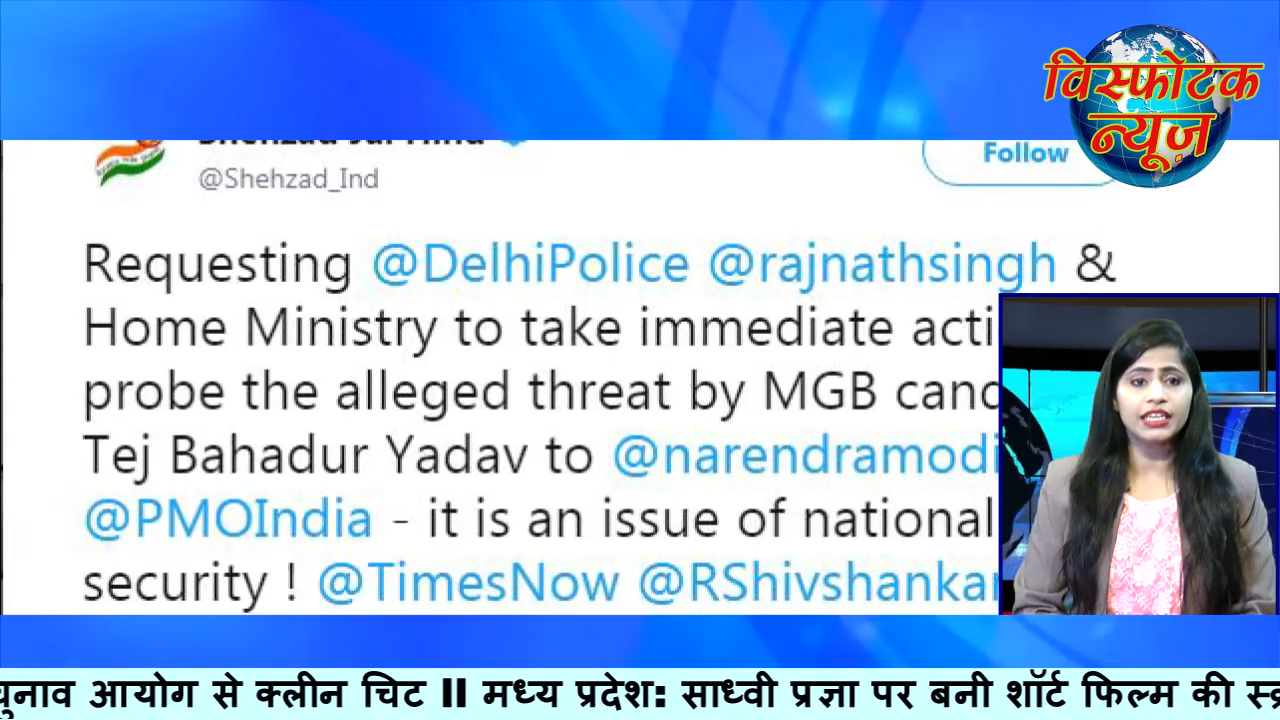 विस्फोटक
न्यूज़
Follow
@Shehzad_Ind
Requesting @DelhiPolice @rajnathsingh &
Home Ministry to take immediate acti
probe the alleged threat by MGB cand
Tej Bahadur Yadav to @narendramodi
@PMOIndia - it is an issue of national
security ! @TimesNow @RShivshankar
चुनाव आयोग से क्लीन चिट II मध्य प्रदेश: साध्वी प्रज्ञा पर बनी शॉर्ट फिल्म की